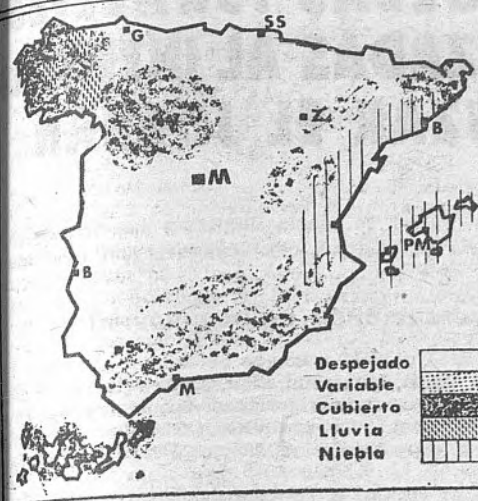 G
SS
Z
B
M
PM
B
S
M
Despejado
Variable
Cubierto
Lluvia
Niebla